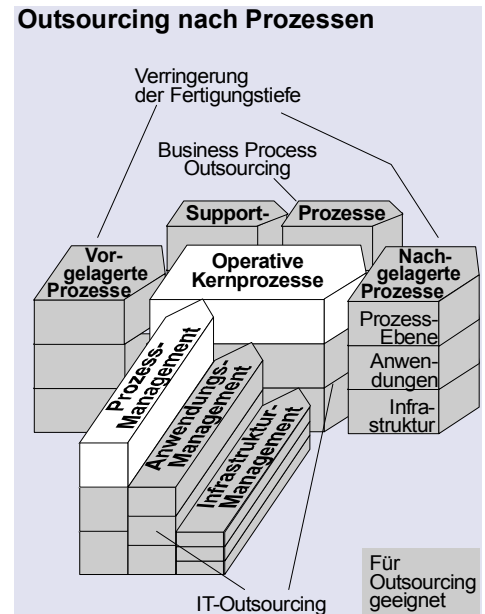 Outsourcing nach Prozessen
Verringerung
der Fertigungstiefe
Business Process
Outsourcing
Support-
Prozesse
Vor-
gelagerte
Prozesse
Operative
Kernprozesse
Nach-
gelagerte
Prozesse
Prozess-
Ebene
Anwen-
dungen
Infra-
struktur
Prozess-
Management
Anwendungs-
Management
Infrastruktur-
Management
IT-Outsourcing
Für
Outsourcing
geeignet